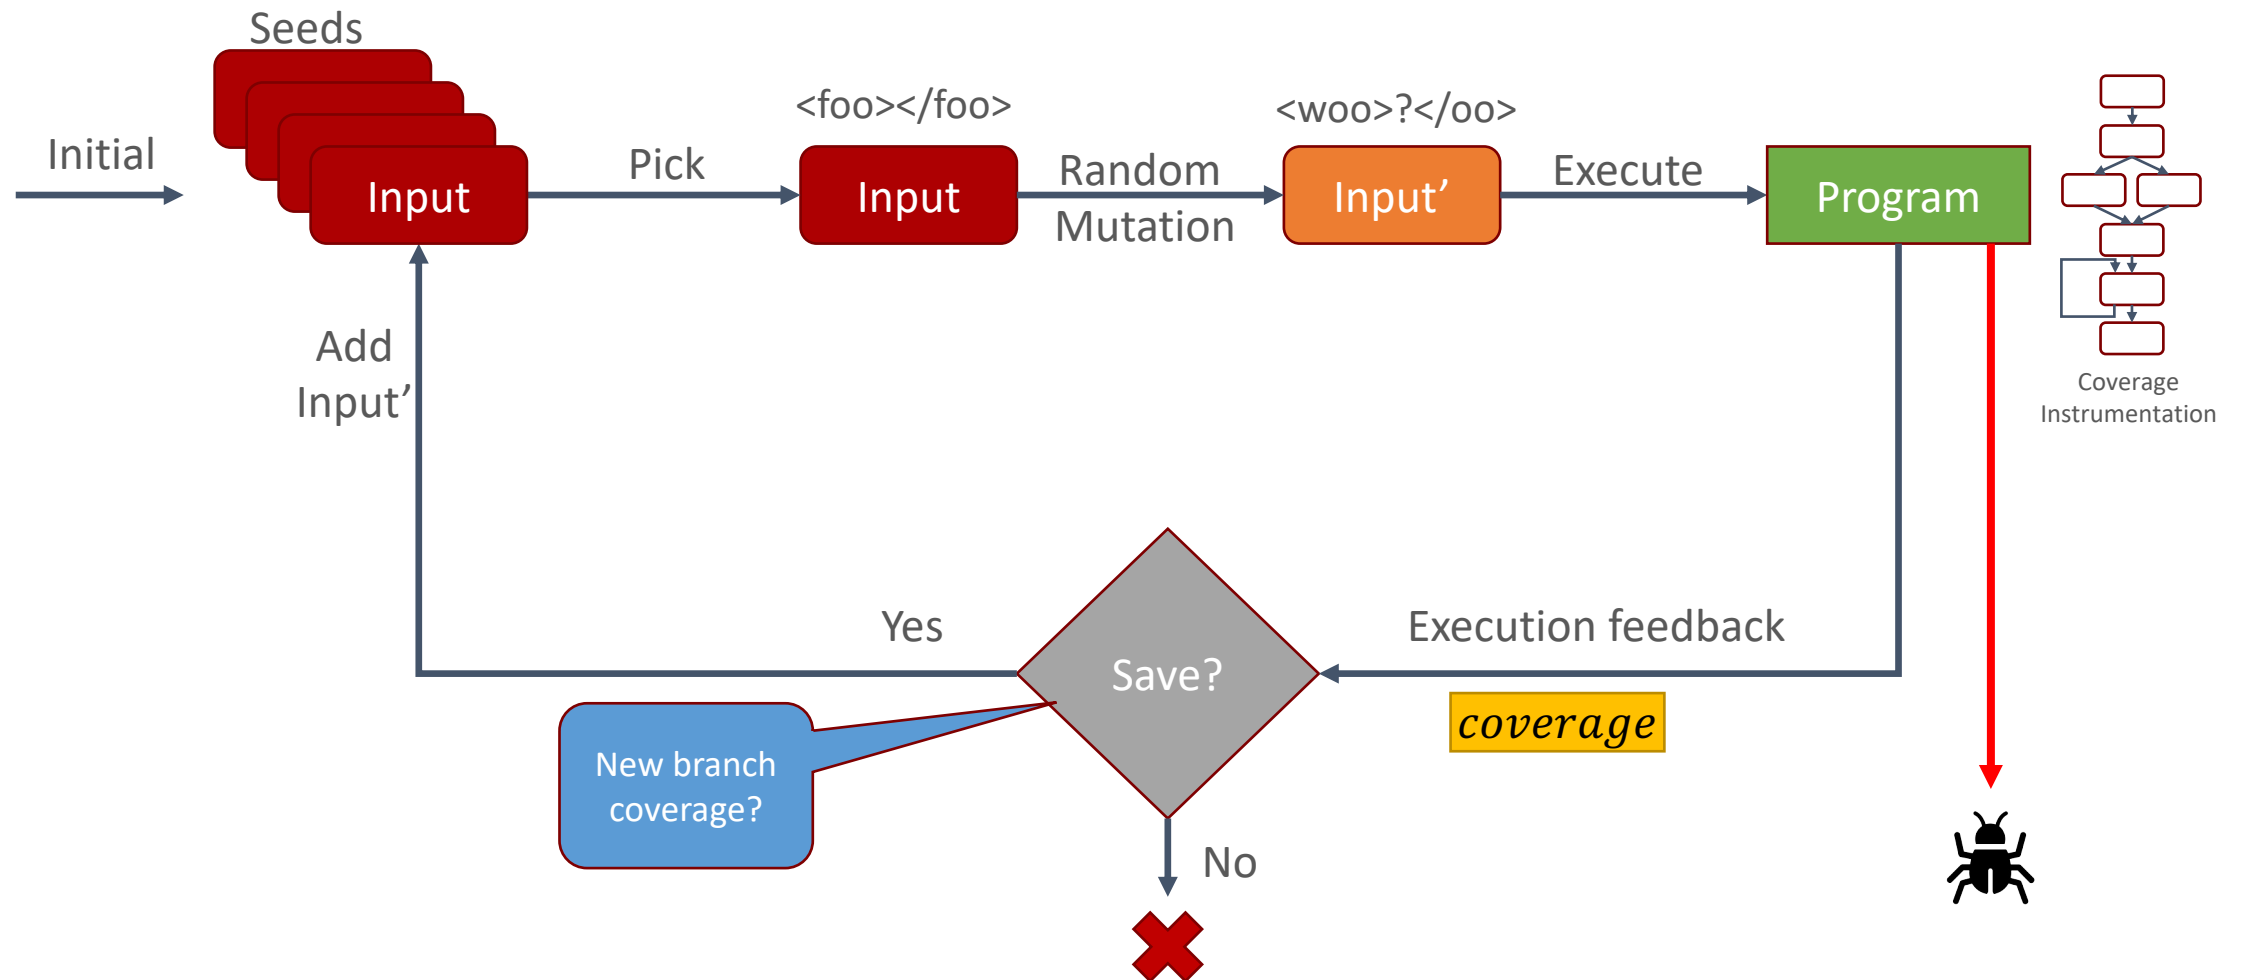 Seeds
Initial
Input
Pick
<foo></foo>
Input
Random
Mutation
<woo>?</oo>
Input’
Execute
Program
Coverage
Instrumentation
Add
Input’
Yes
Save?
Execution feedback
coverage
New branch
coverage?
No